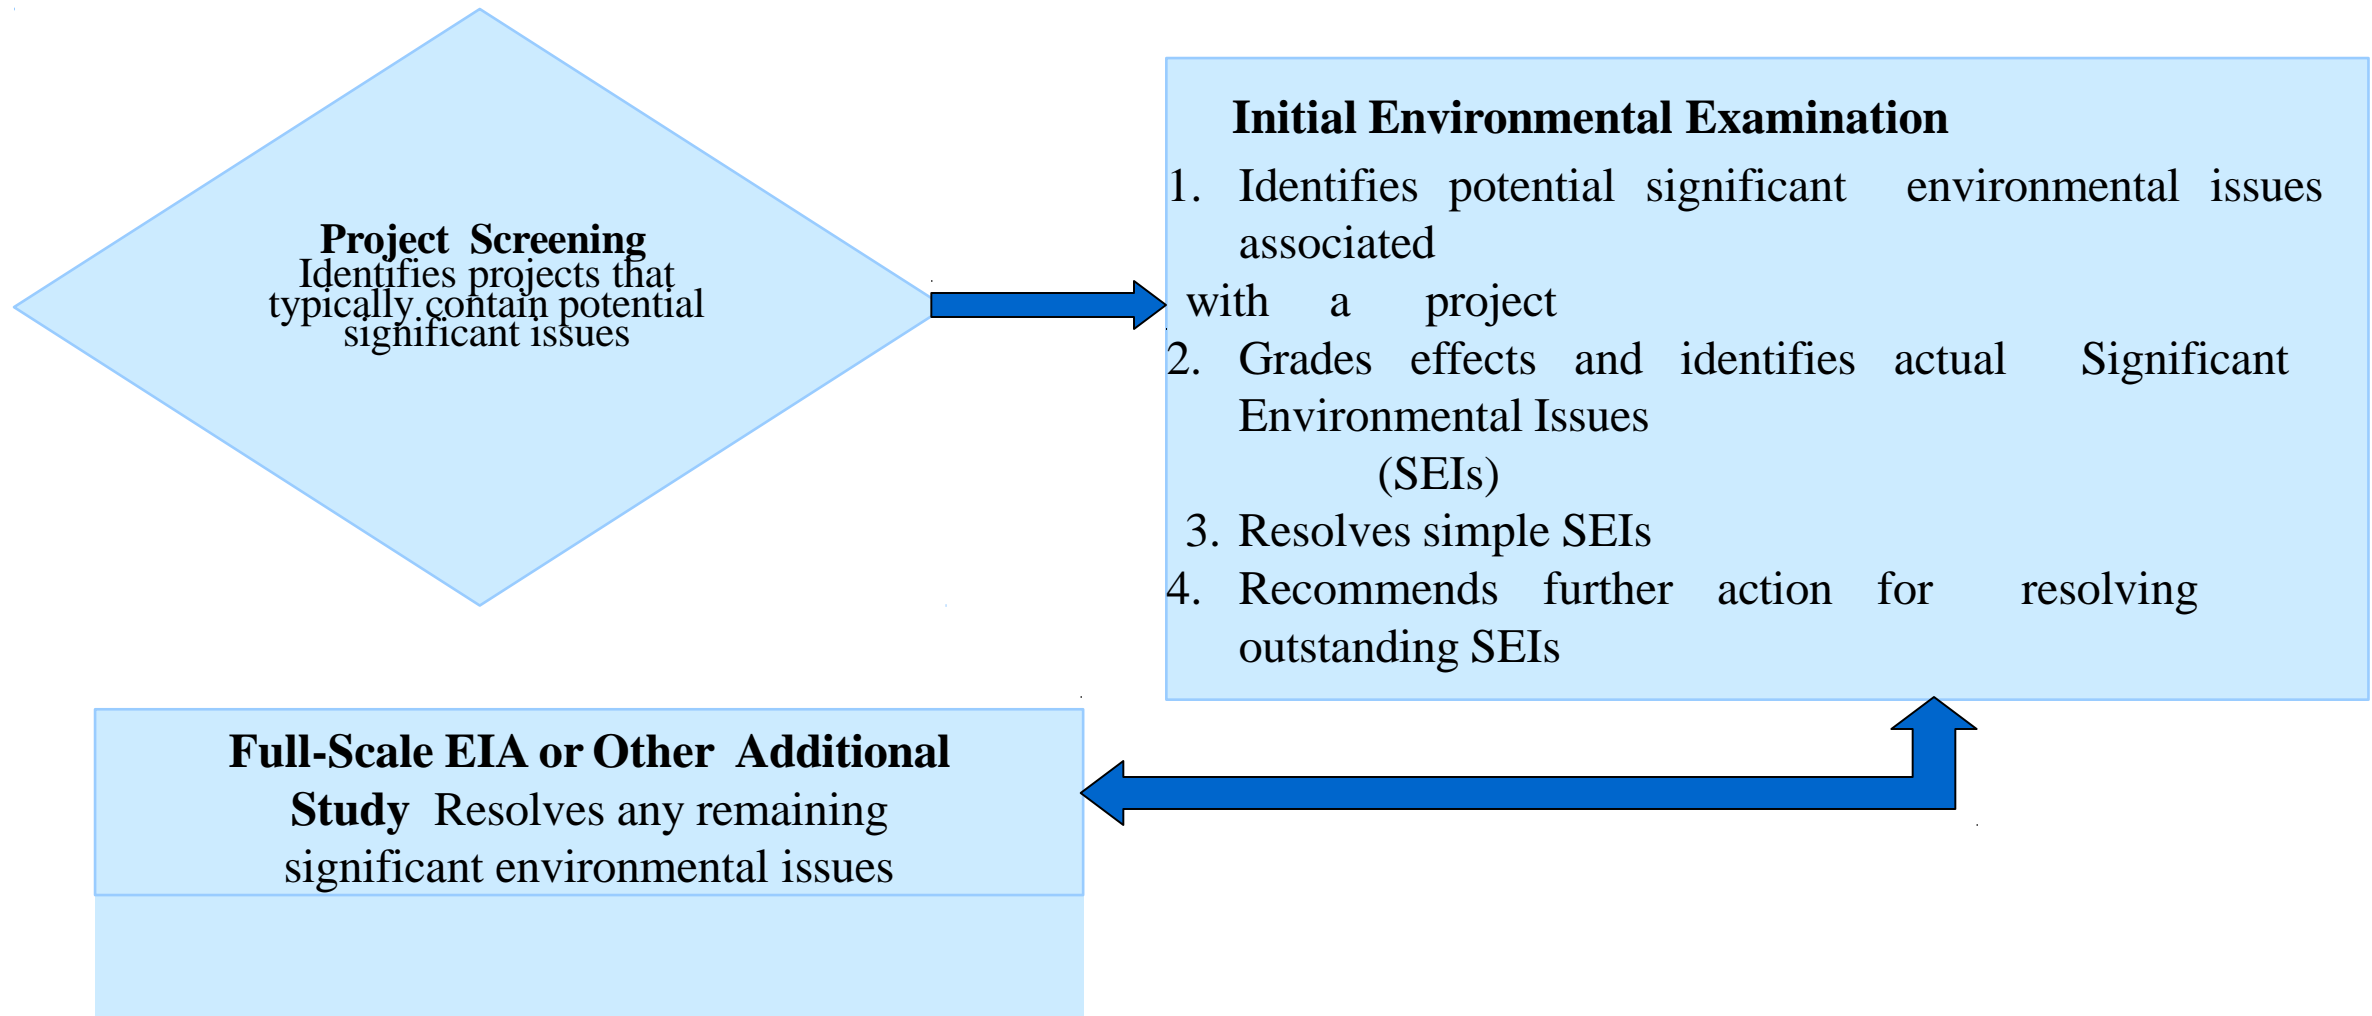 Project Screening
Identifies projects that
typically contain potential
significant issues
Initial Environmental Examination
1. Identifies potential significant environmental issues
associated
with a project
2. Grades effects and identifies actual Significant
Environmental Issues
(SEIs)
3. Resolves simple SEIs
4. Recommends further action for resolving
outstanding SEIs
Full-Scale EIA or Other Additional
Study Resolves any remaining
significant environmental issues